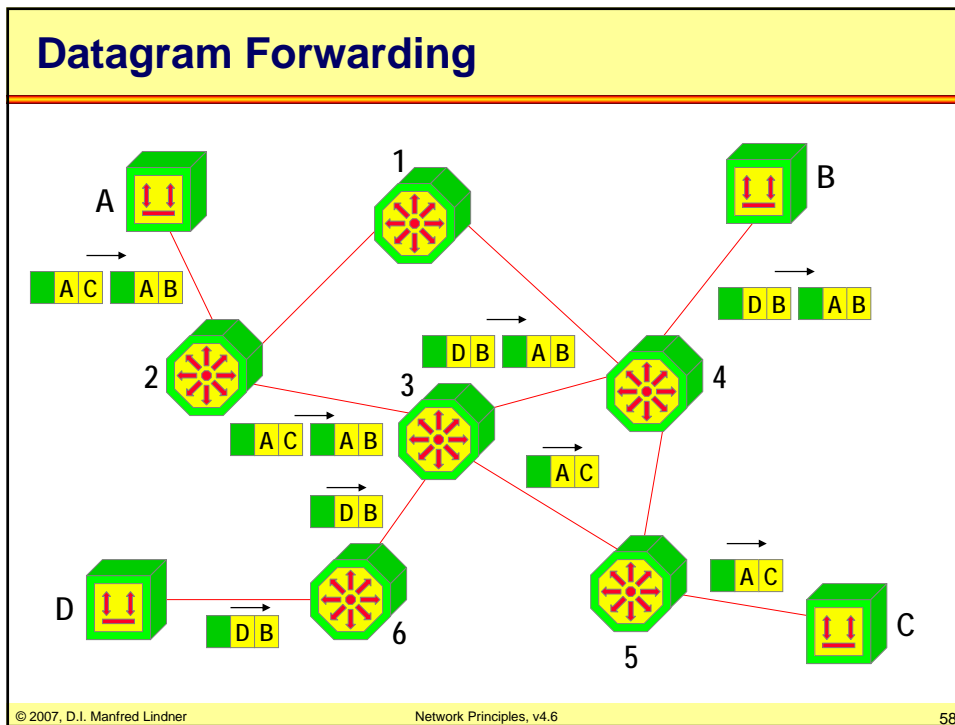 Datagram Forwarding
1
A
B
A C A B
D B A B
D B A B
2
3
4
A C A B
A C
D B
A C
D
D B
6
5
C
© 2007, D.I. Manfred Lindner Network Principles, v4.6 58